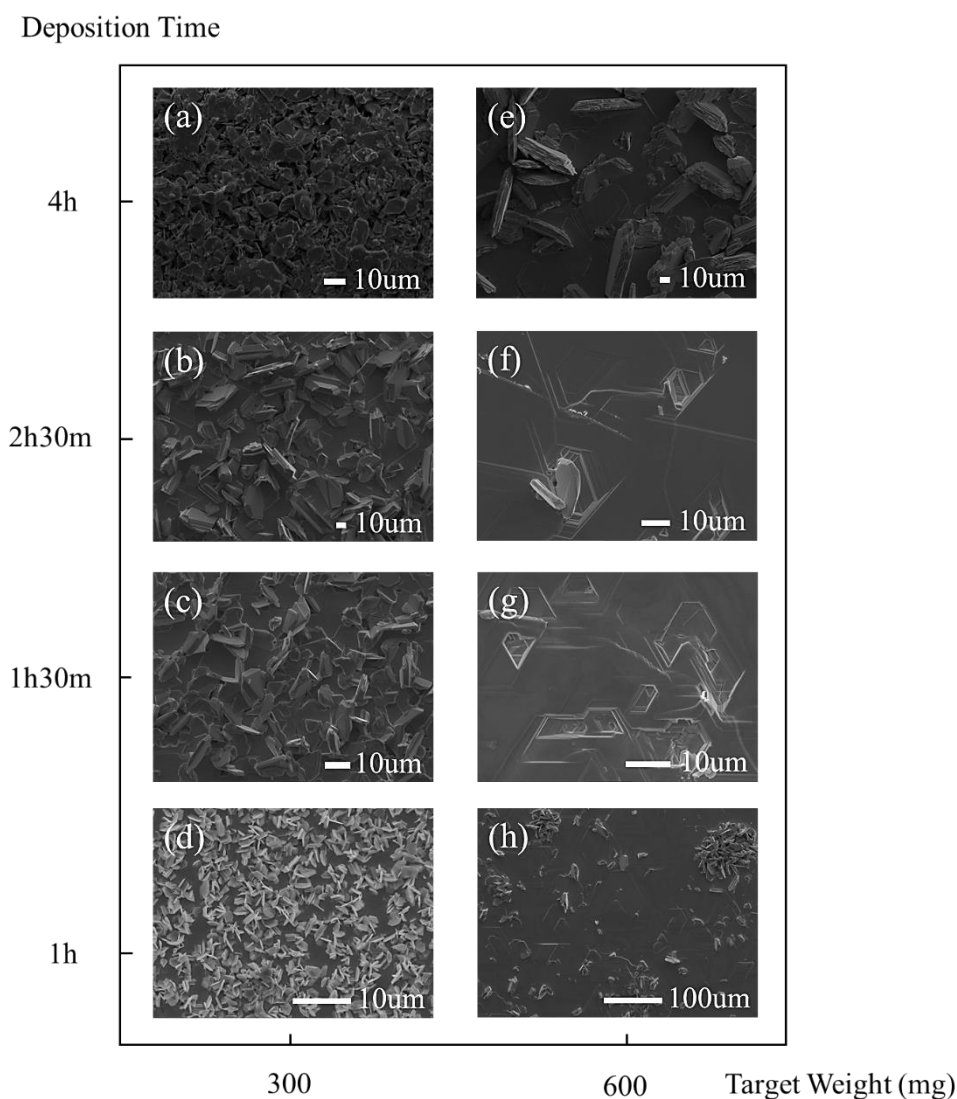 Deposition Time
(a)
10um
(e)
10um
4h
(b)
10um
(f)
10um
2h30m
(c)
10um
(g)
10um
1h30m
(d)
10um
(h)
100um
1h
300
600
Target Weight (mg)